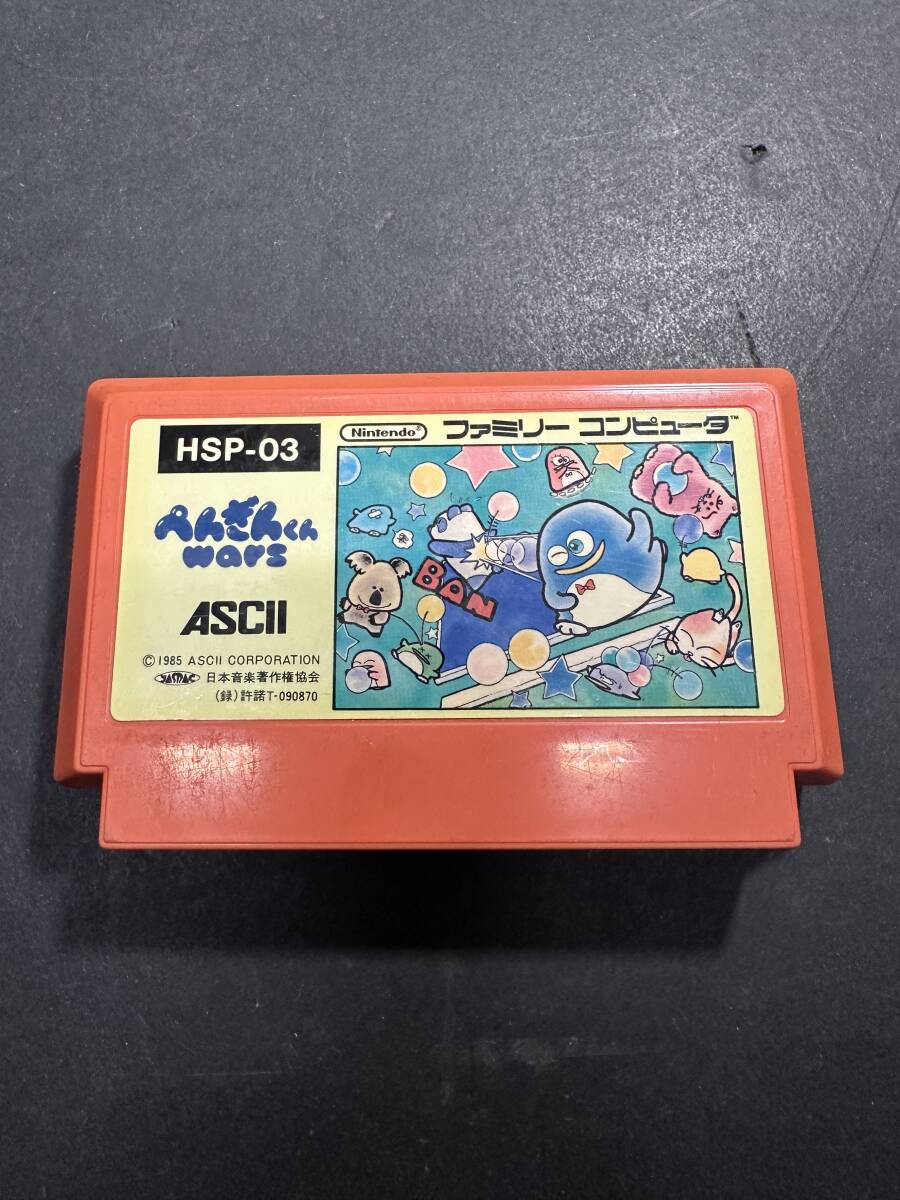 HSP-03
ぺんぎんくん
wars
ASCII
© 1985 ASCII CORPORATION
JASRAC 日本音楽著作権協会
(録)許諾T-090870
Nintendo® ファミリー コンピュータ™
BAN